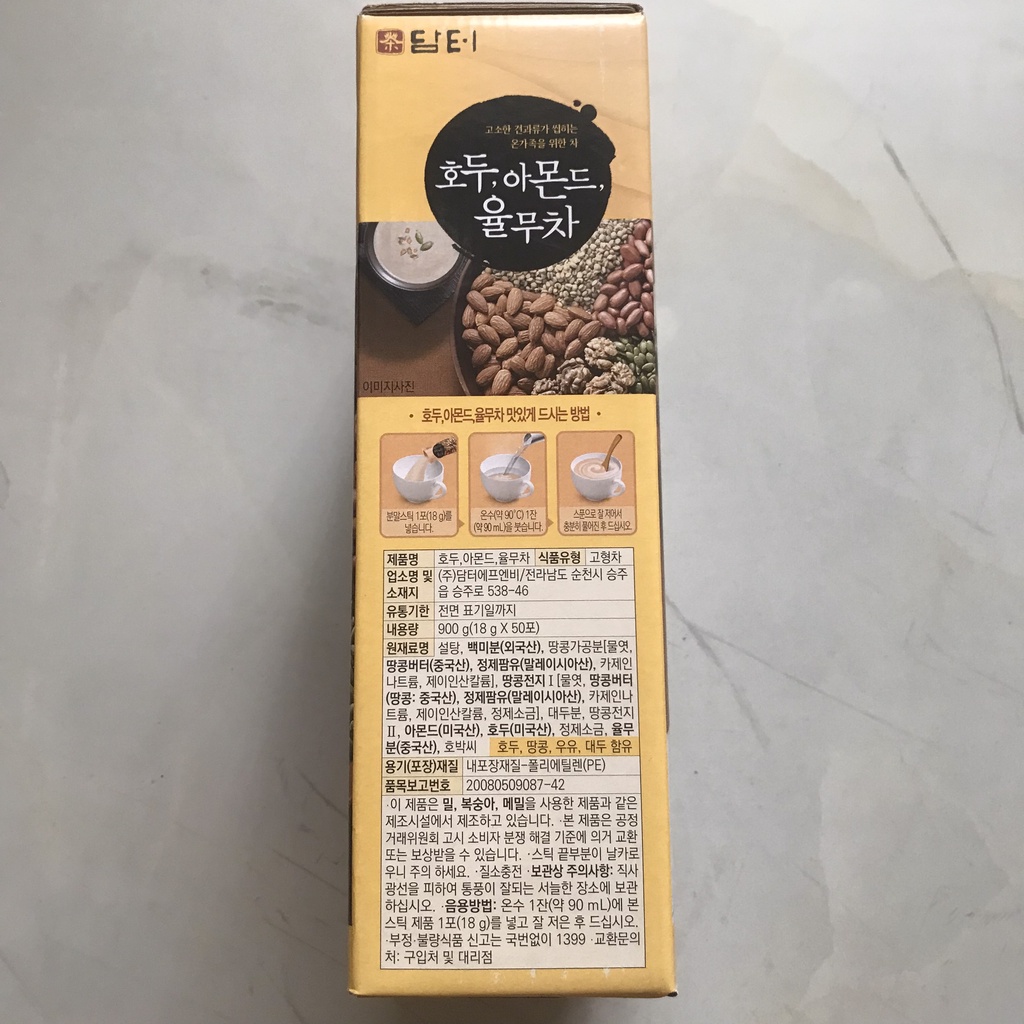 茶 담터
고소한 견과류가 씹히는
온가족을 위한 차
호두, 아몬드,
율무차
이미지사진
· 호두,아몬드,율무차 맛있게 드시는 방법 ·
분말스틱 1포(18 g)를
넣습니다.
온수(약 90˚C) 1잔
(약 90 mL)을 붓습니다.
스푼으로 잘 저어서
충분히 풀어진 후 드십시오.
제품명 호두,아몬드,율무차 식품유형 고형차
업소명 및 (주)담터에프엔비/전라남도 순천시 승주
소재지 읍 승주로 538-46
유통기한 전면 표기일까지
내용량 900 g(18 g X 50포)
원재료명 설탕, 백미분(외국산), 땅콩가공분[물엿,
땅콩버터(중국산), 정제팜유(말레이시아산), 카제인
나트륨, 제이인산칼륨], 땅콩전지Ⅰ[물엿, 땅콩버터
(땅콩: 중국산), 정제팜유(말레이시아산), 카제인나
트륨, 제이인산칼륨, 정제소금], 대두분, 땅콩전지
Ⅱ, 아몬드(미국산), 호두(미국산), 정제소금, 율무
분(중국산), 호박씨 호두, 땅콩, 우유, 대두 함유
용기(포장)재질 내포장재질-폴리에틸렌(PE)
품목보고번호 20080509087-42
·이 제품은 밀, 복숭아, 메밀을 사용한 제품과 같은
제조시설에서 제조하고 있습니다. ·본 제품은 공정
거래위원회 고시 소비자 분쟁 해결 기준에 의거 교환
또는 보상받을 수 있습니다. ·스틱 끝부분이 날카로
우니 주의 하세요. ·질소충전 ·보관상 주의사항: 직사
광선을 피하여 통풍이 잘되는 서늘한 장소에 보관
하십시오. ·음용방법: 온수 1잔(약 90 mL)에 본
스틱 제품 1포(18 g)를 넣고 잘 저은 후 드십시오.
·부정·불량식품 신고는 국번없이 1399 ·교환문의
처: 구입처 및 대리점